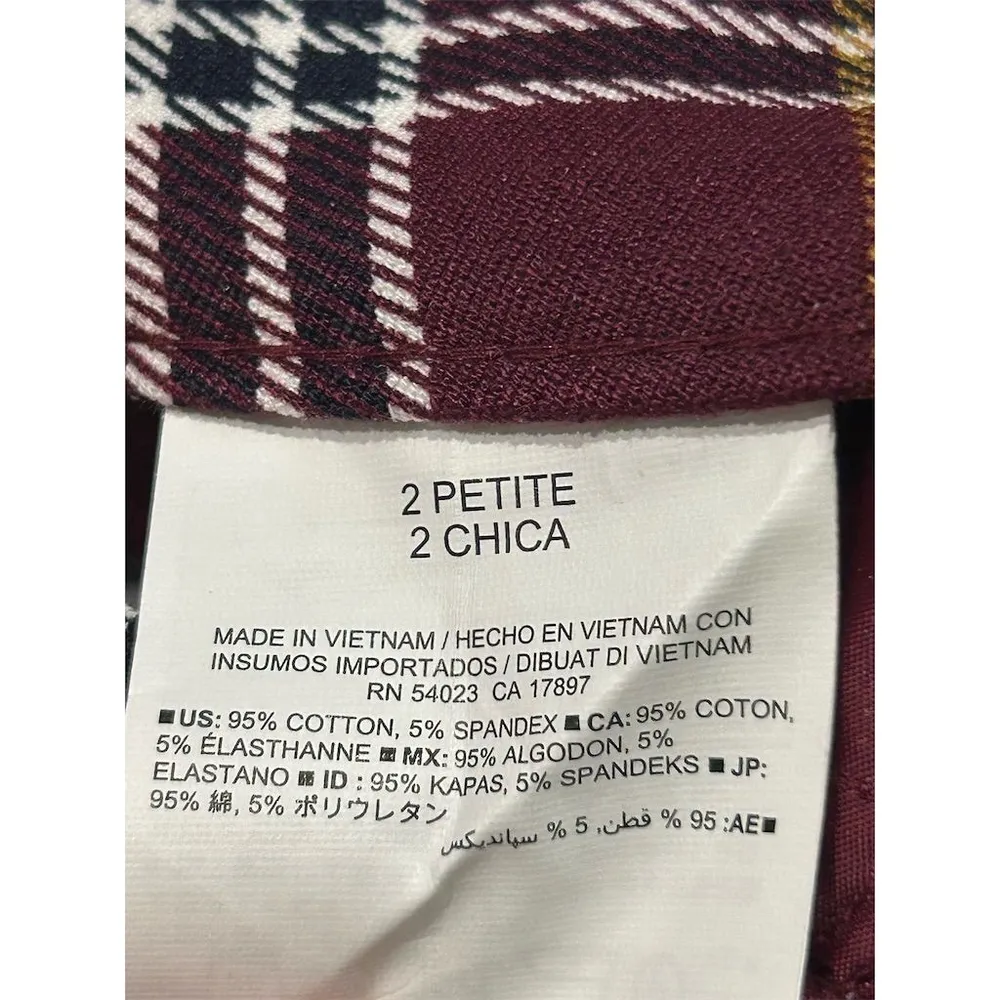 2 PETITE
2 CHICA
MADE IN VIETNAM / HECHO EN VIETNAM CON
INSUMOS IMPORTADOS / DIBUAT DI VIETNAM
RN 54023 CA 17897
■US: 95% COTTON, 5% SPANDEX ■ CA: 95% COTON,
5% ÉLASTHANNE ■ MX: 95% ALGODON, 5%
ELASTANO ■ ID : 95% KAPAS, 5% SPANDEKS ■ JP:
95% 綿, 5% ポリウレタン
■AE: 95 % قطن, 5 % سباندیكس